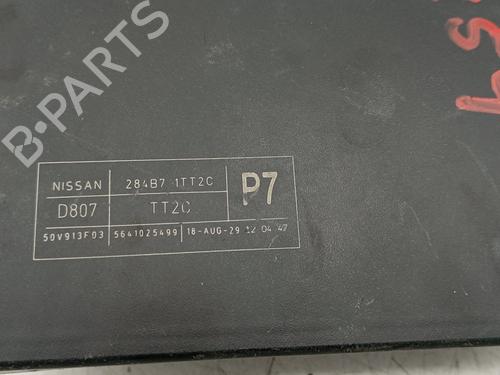 B-PARTS
NISSAN 284B7 1TT2C P7
D807 TT2C
50V913F03 5641025499 18-AUG-29 12 04 47